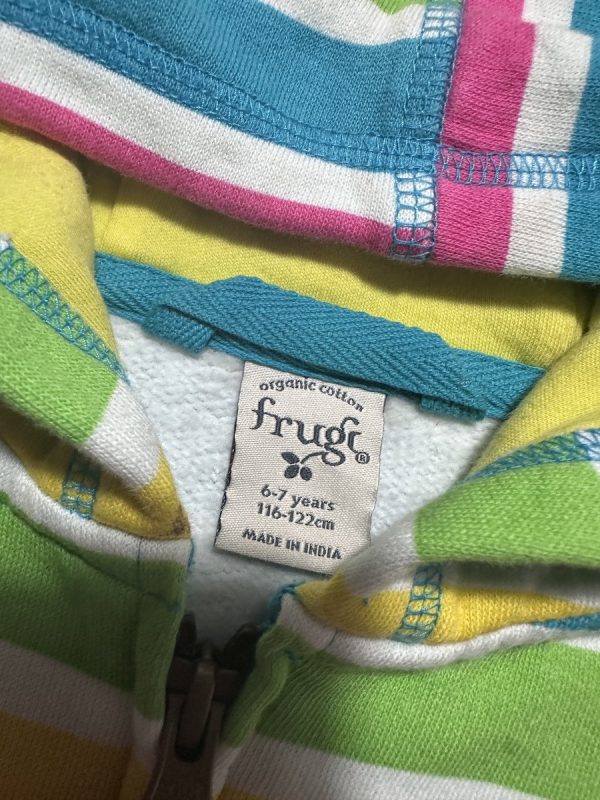 organic cotton
frugi®
6-7 years
116-122cm
MADE IN INDIA